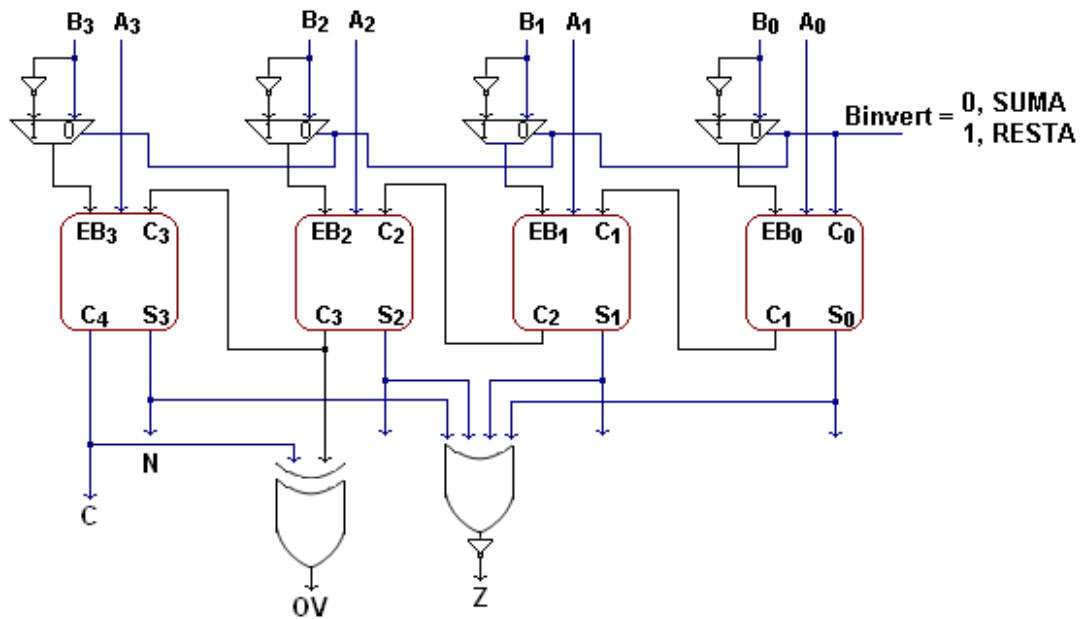 B3 A3 B2 A2 B1 A1 B0 A0
1 0 1 0 1 0 1 0 Binvert = 0, SUMA
1, RESTA
EB3 C3 EB2 C2 EB1 C1 EB0 C0
C4 S3 C3 S2 C2 S1 C1 S0
N
C
OV Z